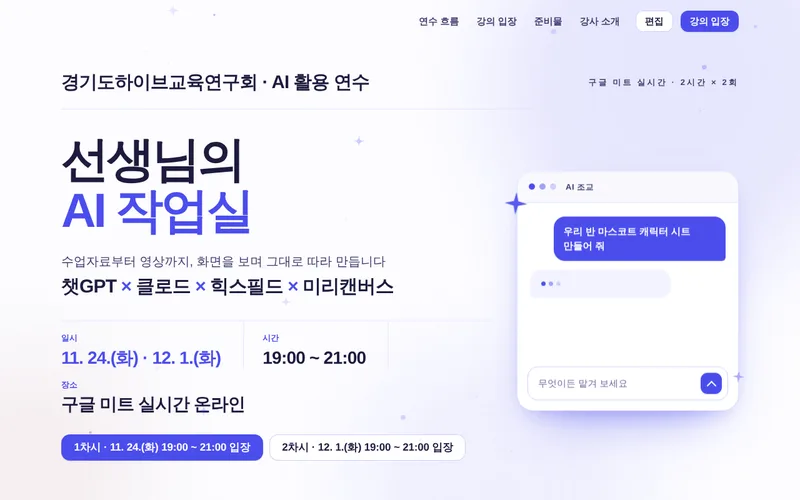 연수 흐름 강의 입장 준비물 강사 소개 편집 강의 입장
경기도하이브교육연구회 · AI 활용 연수
구글 미트 실시간 · 2시간 × 2회
선생님의
AI 작업실
수업자료부터 영상까지, 화면을 보며 그대로 따라 만듭니다
챗GPT × 클로드 × 힉스필드 × 미리캔버스
일시
11. 24.(화) · 12. 1.(화)
시간
19:00 ~ 21:00
장소
구글 미트 실시간 온라인
1차시 · 11. 24.(화) 19:00 ~ 21:00 입장
2차시 · 12. 1.(화) 19:00 ~ 21:00 입장
AI 조교
우리 반 마스코트 캐릭터 시트
만들어 줘
무엇이든 맡겨 보세요